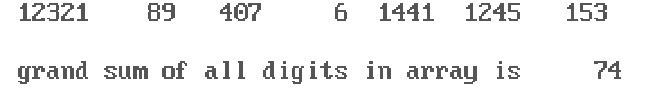 12321 89 407 6 1441 1245 153
grand sum of all digits in array is 74